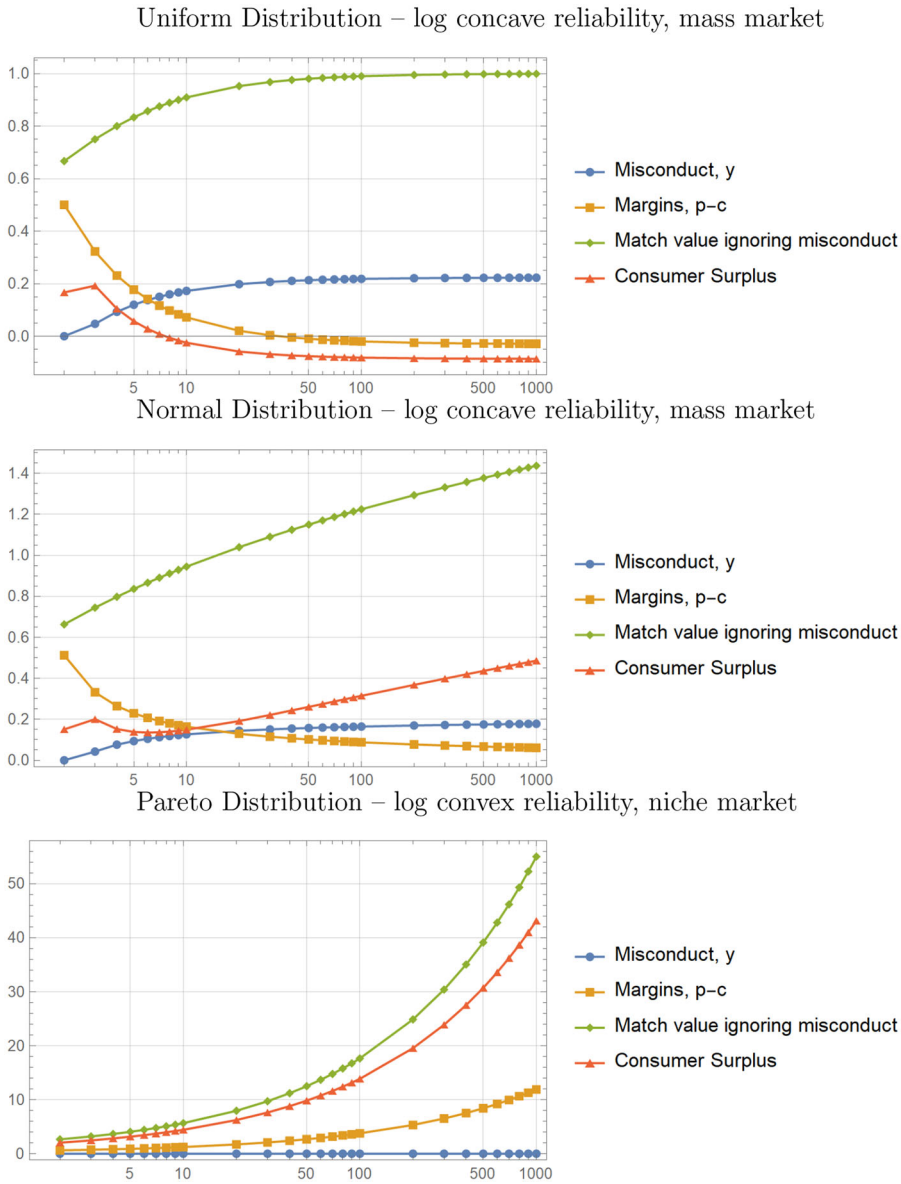 Uniform Distribution – log concave reliability, mass market
1.0
0.8
0.6
0.4
0.2
0.0
5 10 50 100 500 1000
Misconduct, y
Margins, p−c
Match value ignoring misconduct
Consumer Surplus
Normal Distribution – log concave reliability, mass market
1.4
1.2
1.0
0.8
0.6
0.4
0.2
0.0
5 10 50 100 500 1000
Misconduct, y
Margins, p−c
Match value ignoring misconduct
Consumer Surplus
Pareto Distribution – log convex reliability, niche market
50
40
30
20
10
0
5 10 50 100 500 1000
Misconduct, y
Margins, p−c
Match value ignoring misconduct
Consumer Surplus